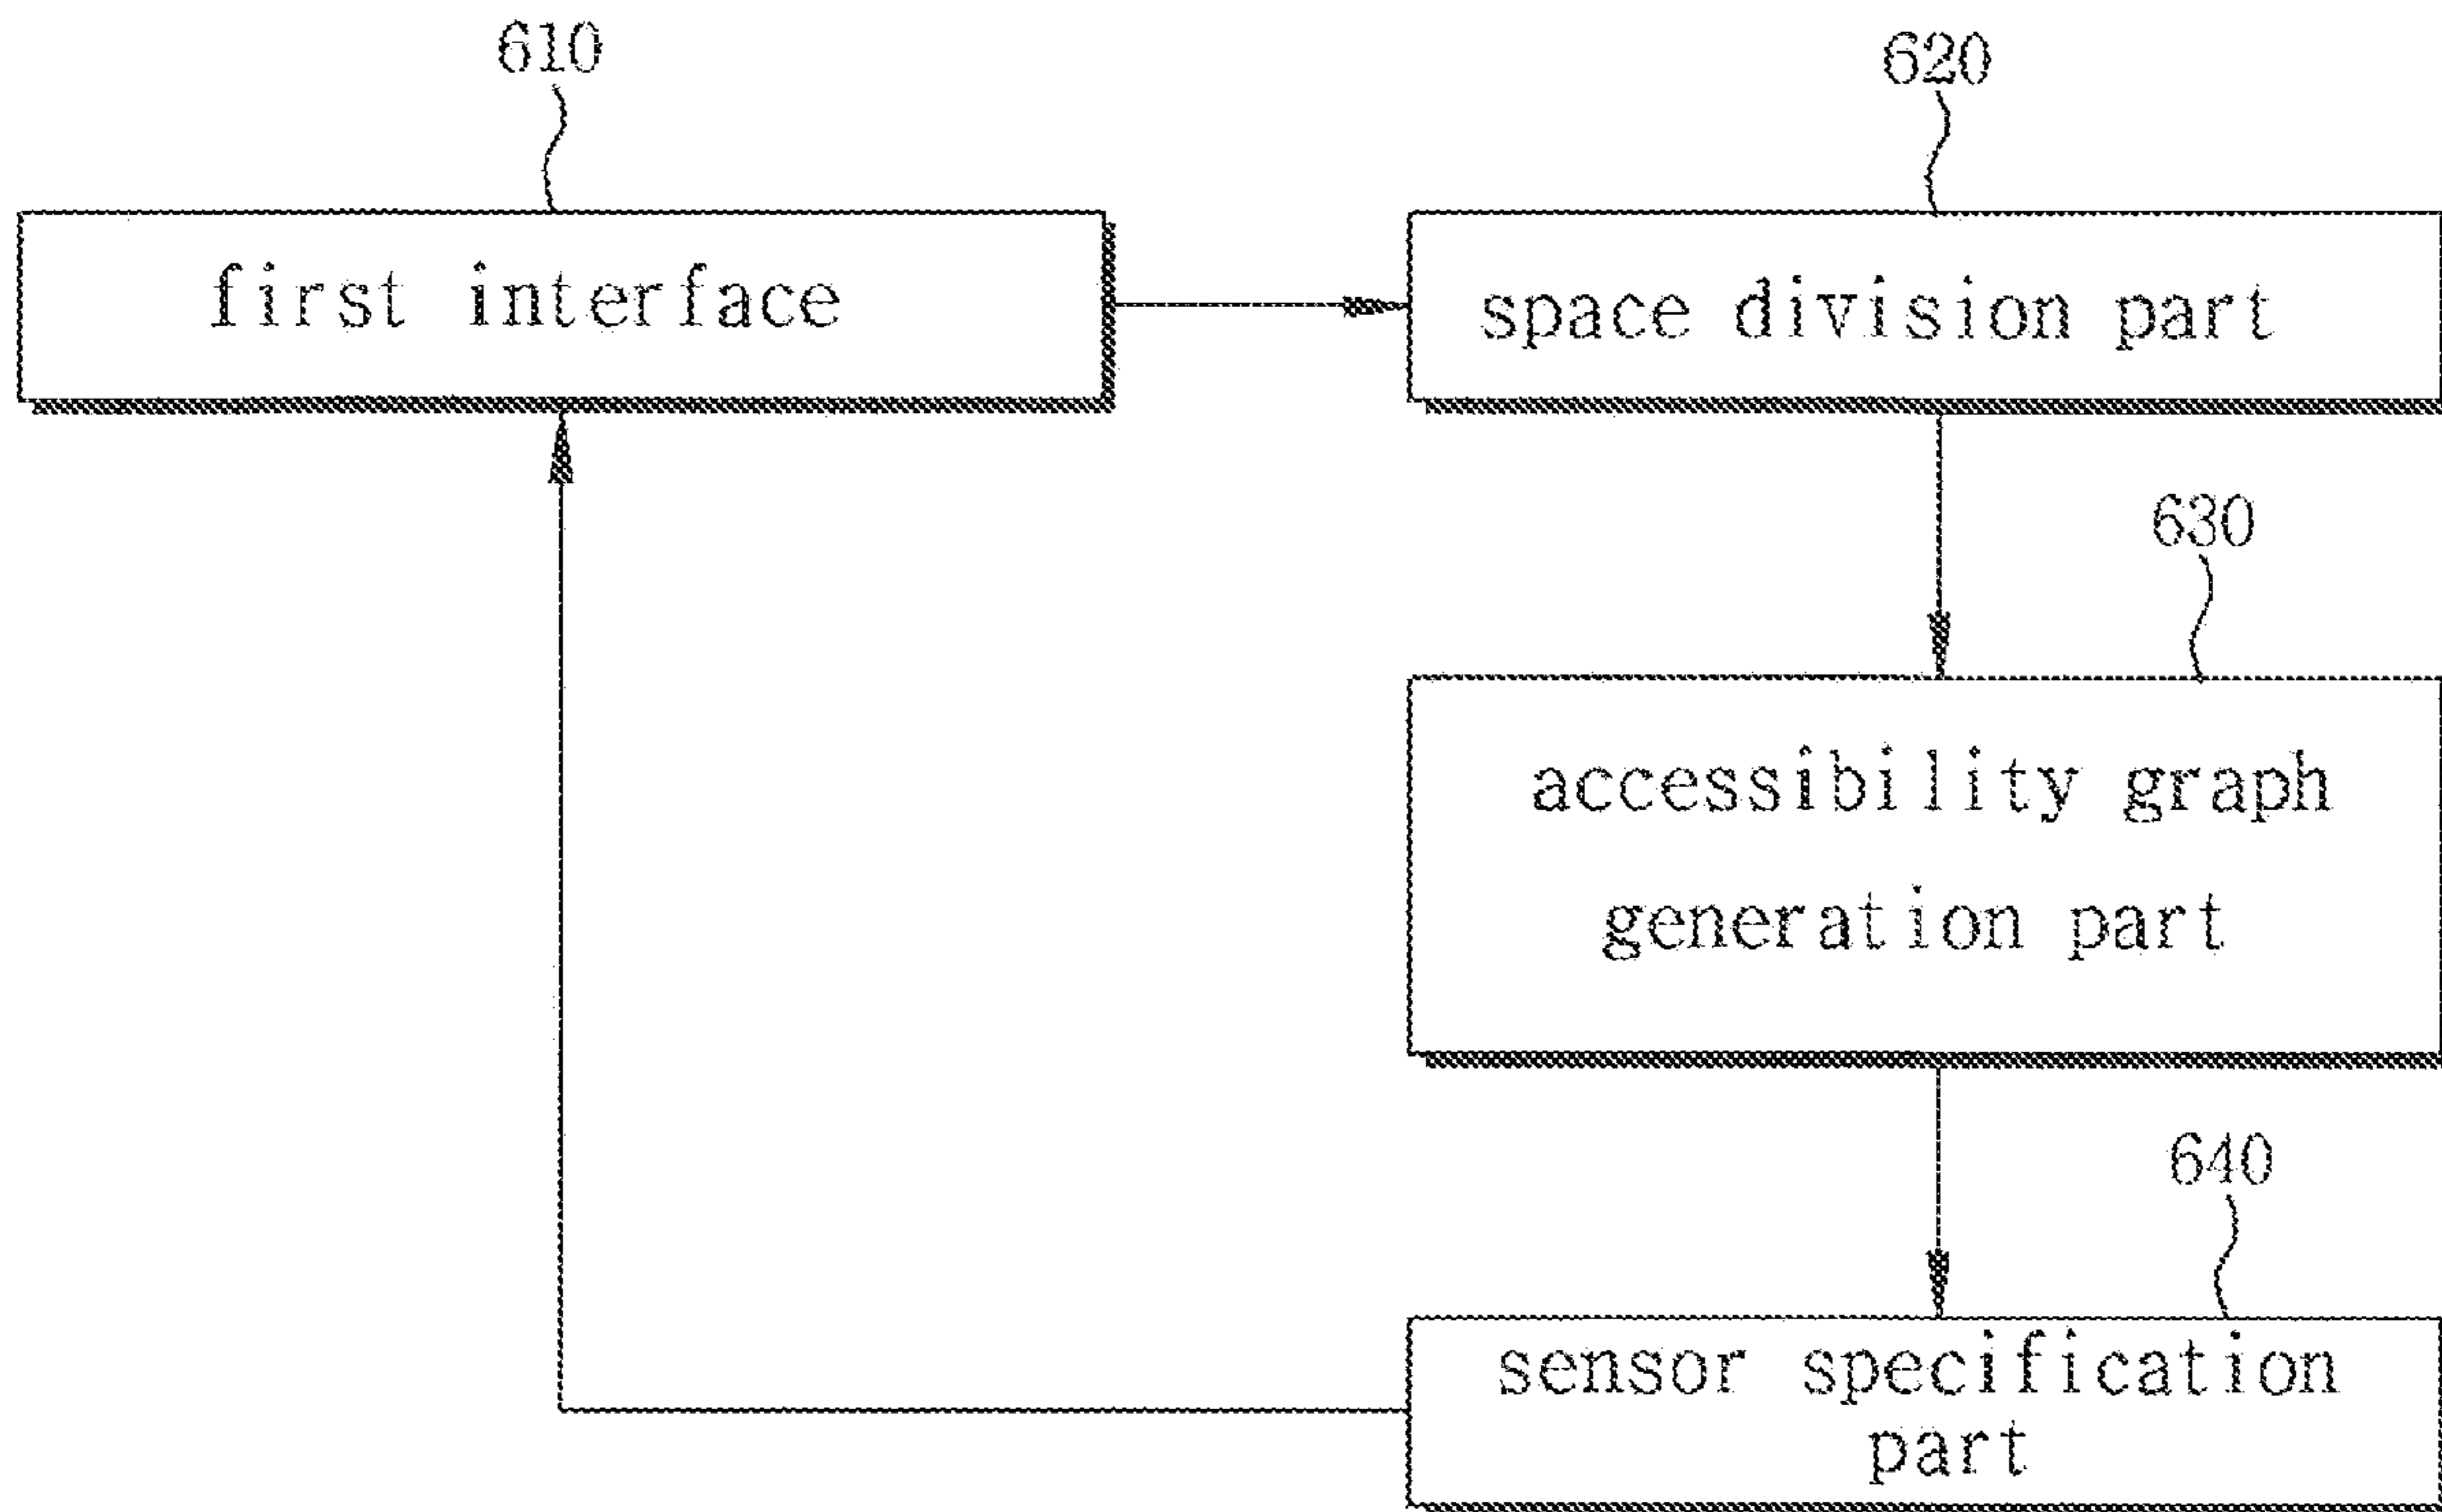 610
620
first interface
space division part
630
accessibility graph
generation part
640
sensor specification
part